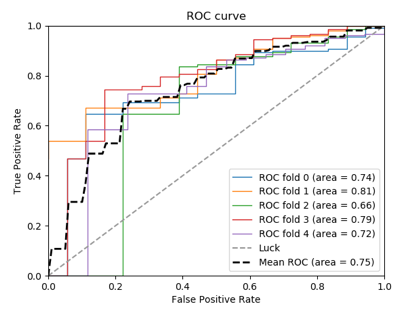 ROC curve
True Positive Rate
1.0
0.8
0.6
0.4
0.2
0.0
ROC fold 0 (area = 0.74)
ROC fold 1 (area = 0.81)
ROC fold 2 (area = 0.66)
ROC fold 3 (area = 0.79)
ROC fold 4 (area = 0.72)
Luck
Mean ROC (area = 0.75)
0.0 0.2 0.4 0.6 0.8 1.0
False Positive Rate